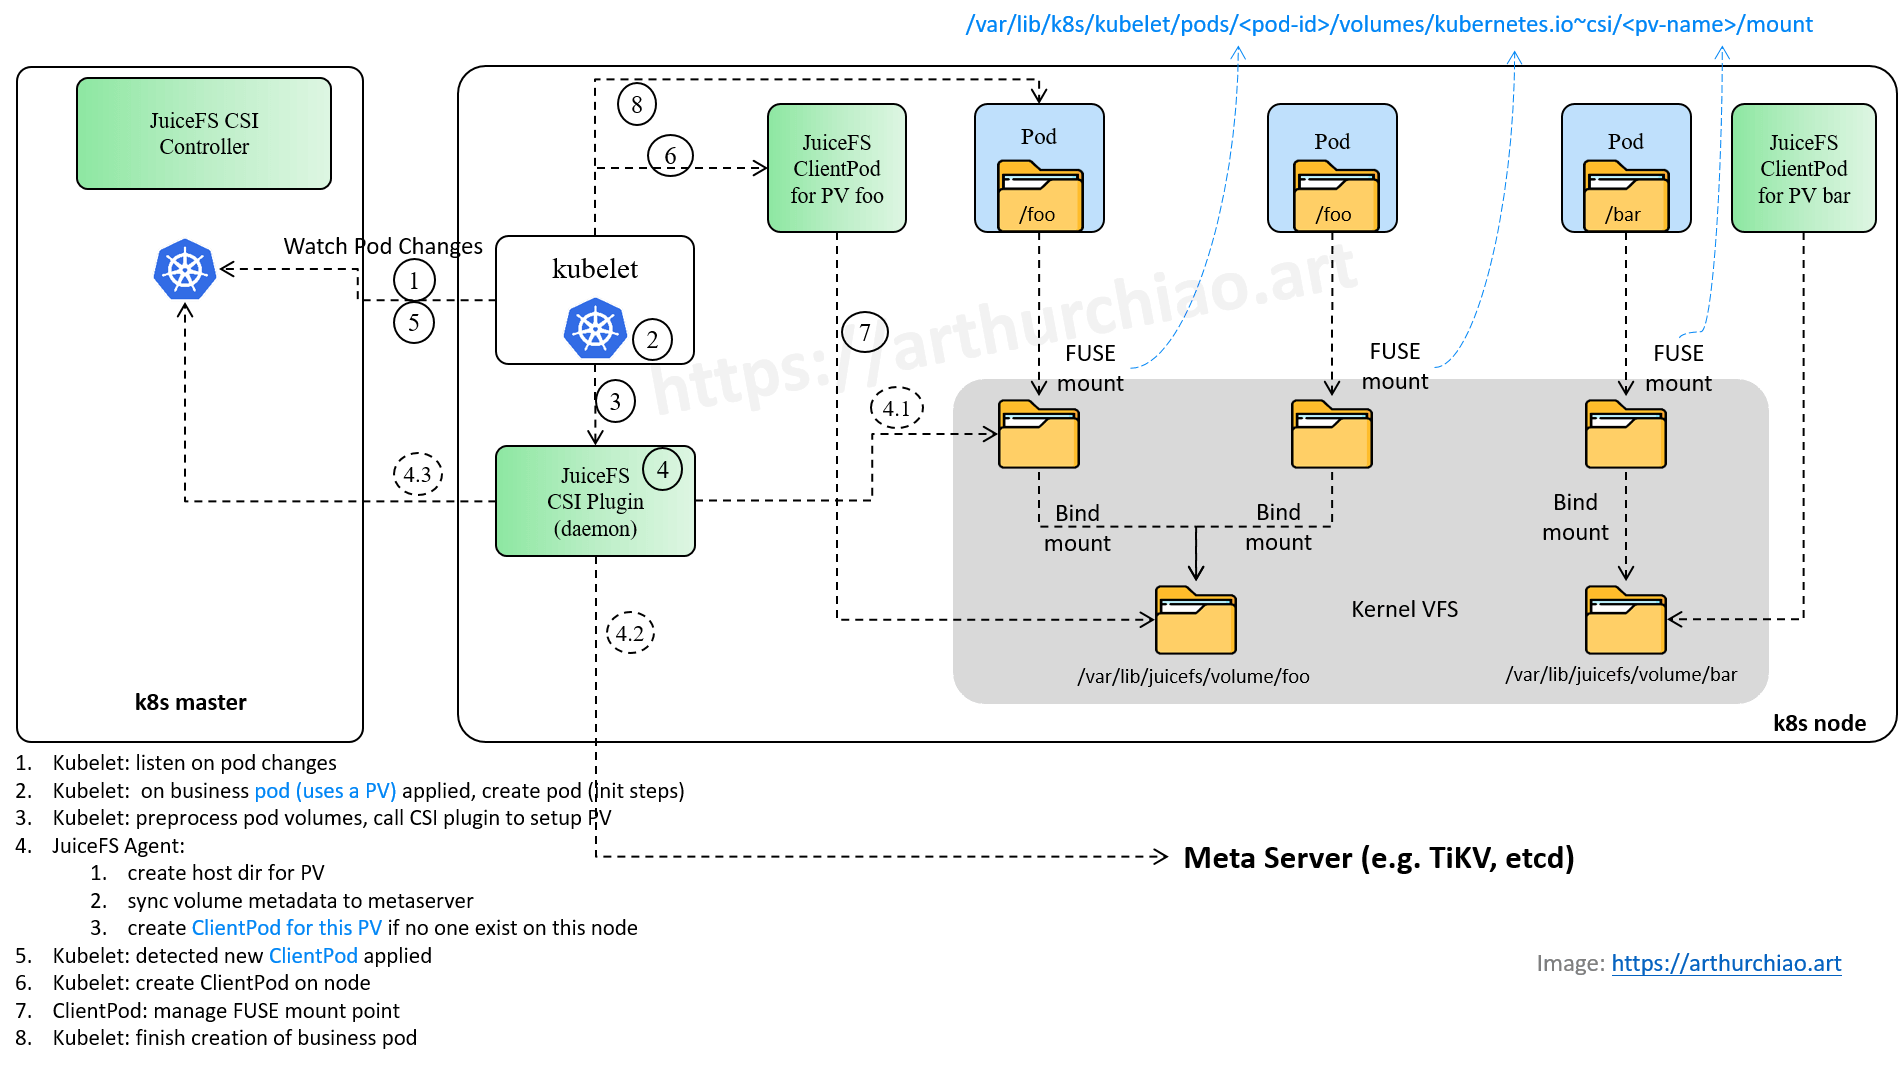 /var/lib/k8s/kubelet/pods/<pod-id>/volumes/kubernetes.io~csi/<pv-name>/mount
JuiceFS CSI
Controller
8
6
JuiceFS
ClientPod
for PV foo
Pod
/foo
Pod
/foo
Pod
/bar
JuiceFS
ClientPod
for PV bar
Watch Pod Changes
1
5
kubelet
2
3
7
https://arthurchiao.art
FUSE
mount
FUSE
mount
FUSE
mount
4.1
4.3
JuiceFS
CSI Plugin
(daemon)
4
Bind
mount
Bind
mount
Bind
mount
4.2
Kernel VFS
/var/lib/juicefs/volume/foo
/var/lib/juicefs/volume/bar
k8s master
k8s node
1. Kubelet: listen on pod changes
2. Kubelet: on business pod (uses a PV) applied, create pod (init steps)
3. Kubelet: preprocess pod volumes, call CSI plugin to setup PV
4. JuiceFS Agent:
1. create host dir for PV
2. sync volume metadata to metaserver
3. create ClientPod for this PV if no one exist on this node
5. Kubelet: detected new ClientPod applied
6. Kubelet: create ClientPod on node
7. ClientPod: manage FUSE mount point
8. Kubelet: finish creation of business pod
Meta Server (e.g. TiKV, etcd)
Image: https://arthurchiao.art